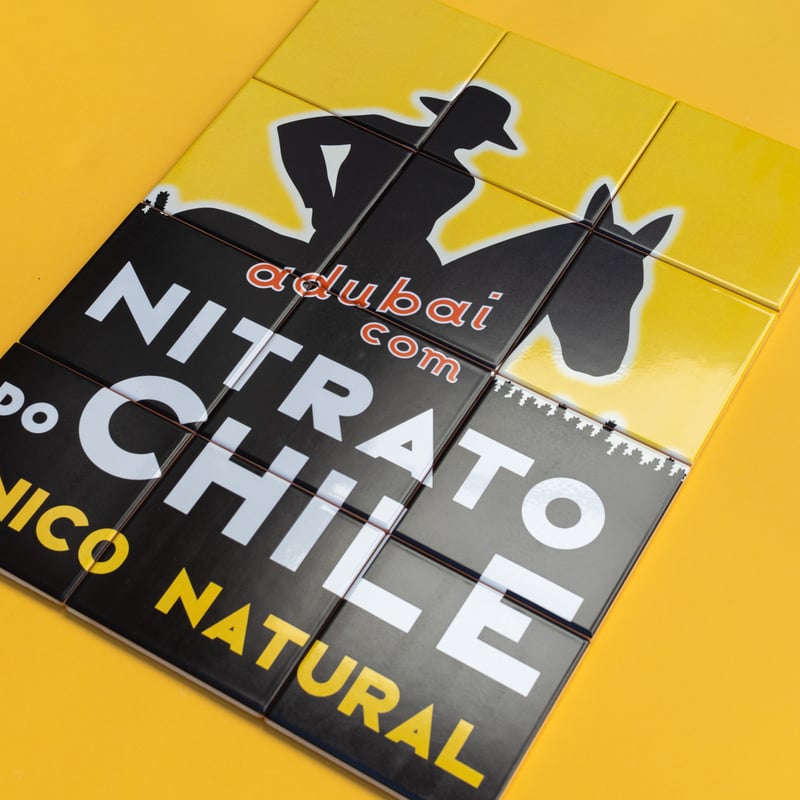 adubai
com
NITRATO
DO CHILE
NICO NATURAL